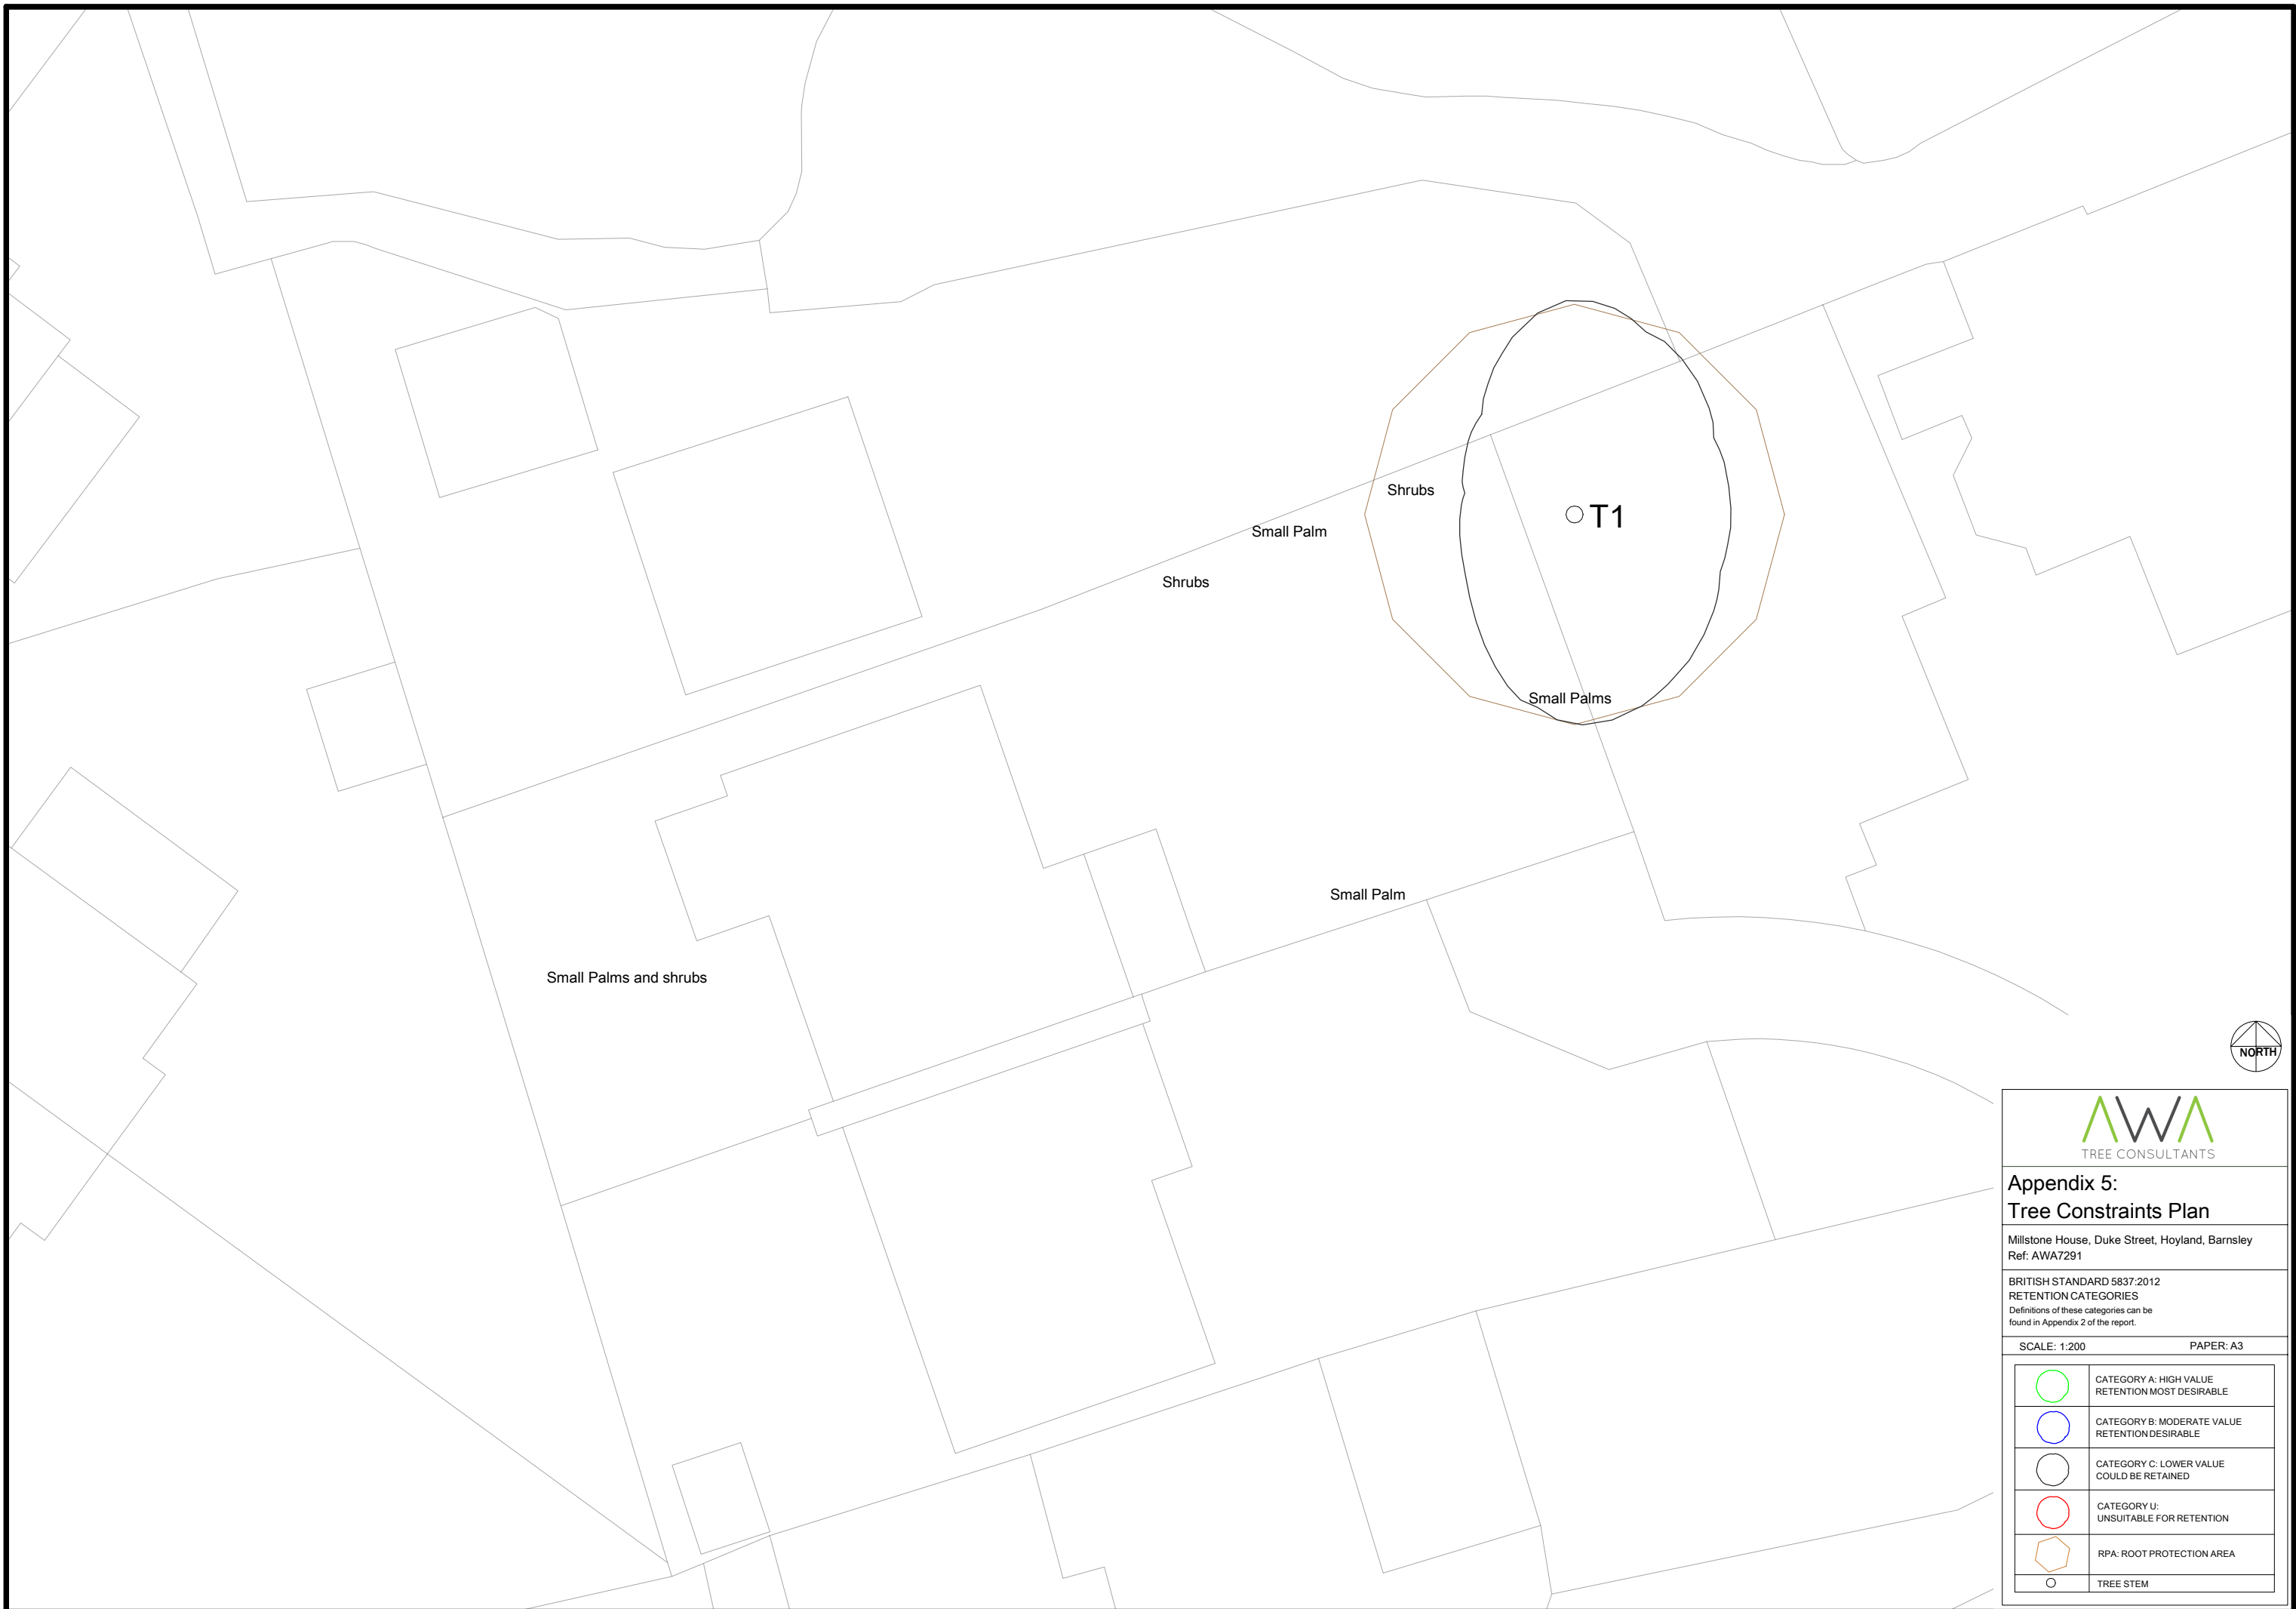 Shrubs
T1
Small Palm
Shrubs
Small Palms
Small Palm
Small Palms and shrubs
NORTH
AWA
TREE CONSULTANTS
Appendix 5:
Tree Constraints Plan
Millstone House, Duke Street, Hoyland, Barnsley
Ref: AWA7291
BRITISH STANDARD 5837:2012
RETENTION CATEGORIES
Definitions of these categories can be
found in Appendix 2 of the report.
SCALE: 1:200 PAPER: A3
CATEGORY A: HIGH VALUE
RETENTION MOST DESIRABLE
CATEGORY B: MODERATE VALUE
RETENTION DESIRABLE
CATEGORY C: LOWER VALUE
COULD BE RETAINED
CATEGORY U:
UNSUITABLE FOR RETENTION
RPA: ROOT PROTECTION AREA
TREE STEM